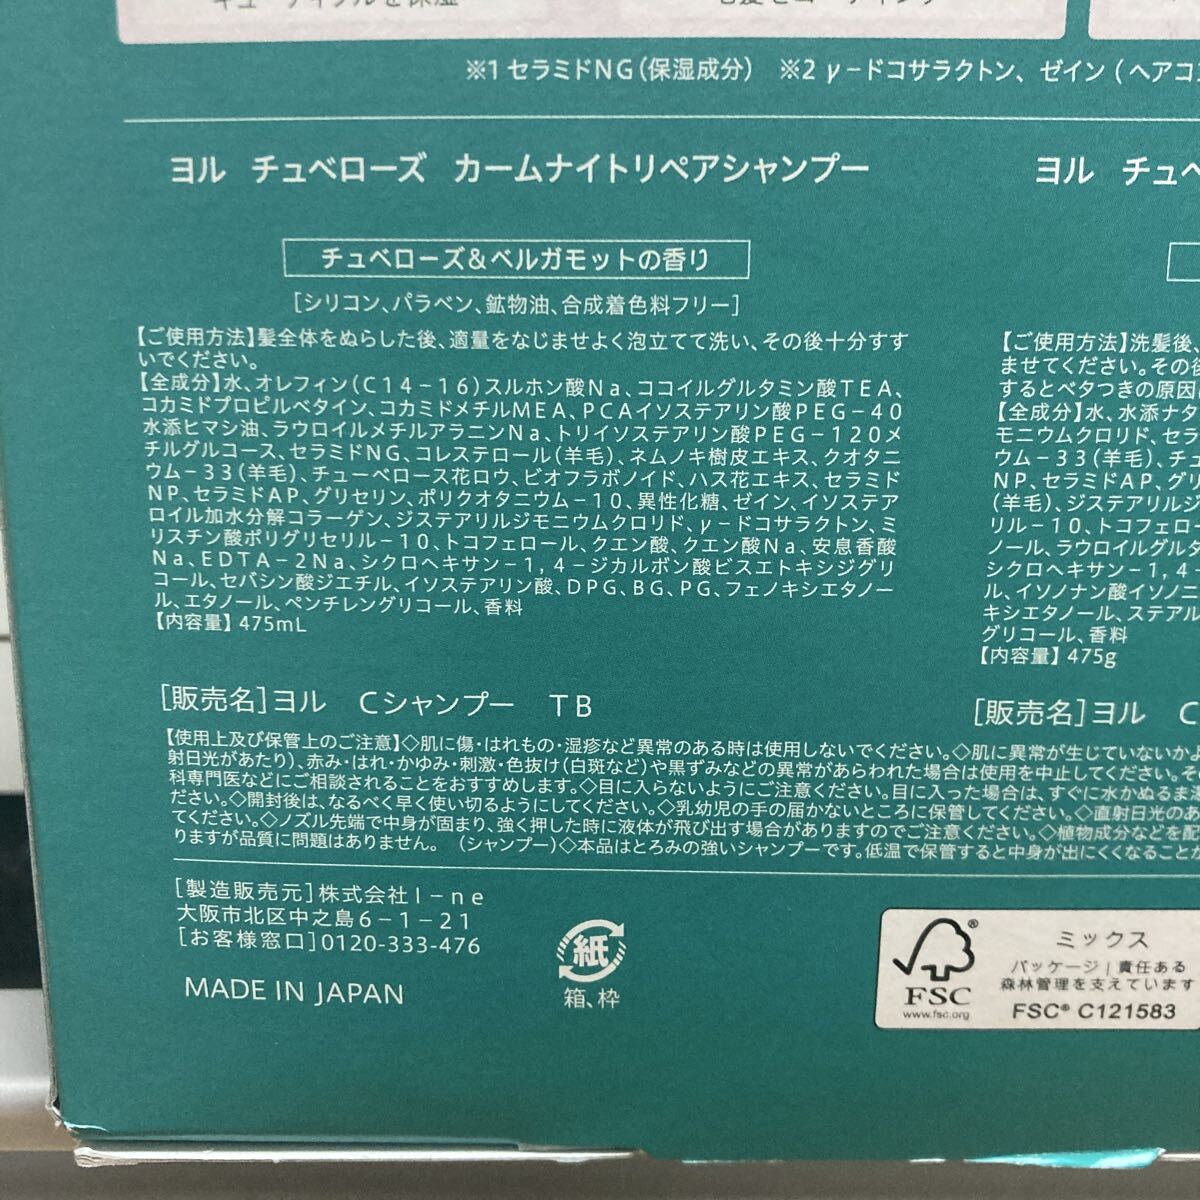 キューティクルを保湿
※1 セラミドNG(保湿成分) ※2 γ-ドコサラクトン、ゼイン(ヘアコ
ヨル チュベローズ カームナイトリペアシャンプー
チュベローズ&ベルガモットの香り
[シリコン、パラベン、鉱物油、合成着色料フリー]
【ご使用方法】髪全体をぬらした後、適量をなじませよく泡立てて洗い、その後十分すす
いでください。
【全成分】水、オレフィン(C14-16)スルホン酸Na、ココイルグルタミン酸TEA、
コカミドプロピルベタイン、コカミドメチルMEA、PCAイソステアリン酸PEG-40
水添ヒマシ油、ラウロイルメチルアラニンNa、トリイソステアリン酸PEG-120メ
チルグルコース、セラミドNG、コレステロール(羊毛)、ネムノキ樹皮エキス、クオタニ
ウム-33(羊毛)、チューベロース花ロウ、ビオフラボノイド、ハス花エキス、セラミド
NP、セラミドAP、グリセリン、ポリクオタニウム-10、異性化糖、ゼイン、イソステア
ロイル加水分解コラーゲン、ジステアリルジモニウムクロリド、γ-ドコサラクトン、ミ
リスチン酸ポリグリセリル-10、トコフェロール、クエン酸、クエン酸Na、安息香酸
Na、EDTA-2Na、シクロヘキサン-1,4-ジカルボン酸ビスエトキシジグリ
コール、セバシン酸ジエチル、イソステアリン酸、DPG、BG、PG、フェノキシエタノー
ル、エタノール、ペンチレングリコール、香料
【内容量】475mL
[販売名]ヨル Cシャンプー TB
ヨル チュベ
【ご使用方法】洗髪後、
ませてください。その後
するとベタつきの原因
【全成分】水、水添ナタ
モニウムクロリド、セラ
ウム-33(羊毛)、チュ
NP、セラミドAP、グリ
(羊毛)、ジステアリルジ
リル-10、トコフェロー
ノール、ラウロイルグルタ
シクロヘキサン-1,4-
ル、イソノナン酸イソノニ
キシエタノール、ステアル
グリコール、香料
【内容量】475g
[販売名]ヨル C
【使用上及び保管上のご注意】◇肌に傷・はれもの・湿疹など異常のある時は使用しないでください。◇肌に異常が生じていないかよ
射日光があたり)、赤み・はれ・かゆみ・刺激・色抜け(白斑など)や黒ずみなどの異常があらわれた場合は使用を中止してください。そ
科専門医などにご相談されることをおすすめします。◇目に入らないようにご注意ください。目に入った場合は、すぐに水かぬるま
ださい。◇開封後は、なるべく早く使い切るようにしてください。◇乳幼児の手の届かないところに保管してください。◇直射日光のあ
てください。◇ノズル先端で中身が固まり、強く押した時に液体が飛び出す場合がありますのでご注意ください。◇植物成分などを配
りますが品質に問題はありません。 (シャンプー)◇本品はとろみの強いシャンプーです。低温で保管すると中身が出にくくなることが
[製造販売元]株式会社I-ne
大阪市北区中之島6-1-21
[お客様窓口]0120-333-476
MADE IN JAPAN
紙
箱、枠
FSC
www.fsc.org
ミックス
パッケージ|責任ある
森林管理を支えています
FSC® C121583